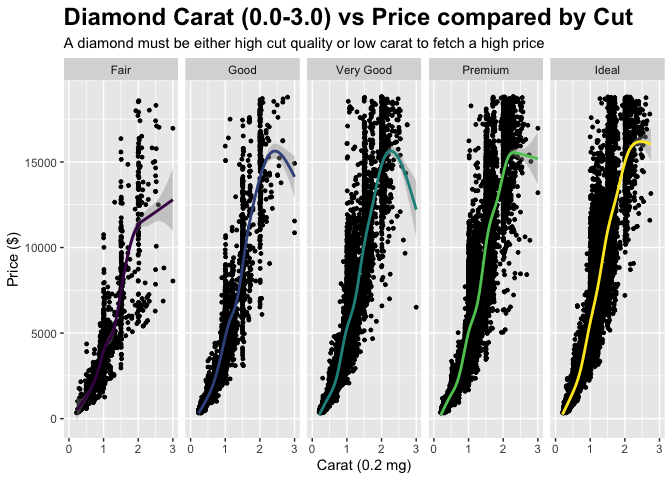 Diamond Carat (0.0-3.0) vs Price compared by Cut
A diamond must be either high cut quality or low carat to fetch a high price
Fair Good Very Good Premium Ideal
Price ($)
15000
10000
5000
0
0 1 2 3 0 1 2 3 0 1 2 3 0 1 2 3 0 1 2 3
Carat (0.2 mg)